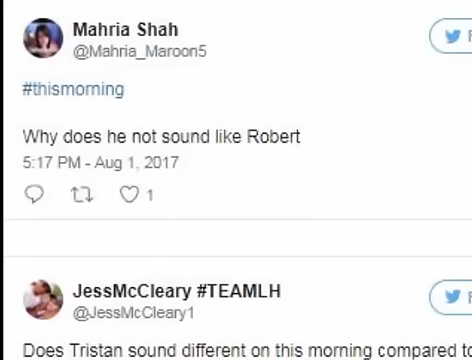 Mahria Shah
@Mahria_Maroon5
#thismorning
Why does he not sound like Robert
5:17 PM - Aug 1, 2017
1
JessMcCleary #TEAMLH
@JessMcCleary1
Does Tristan sound different on this morning compared to